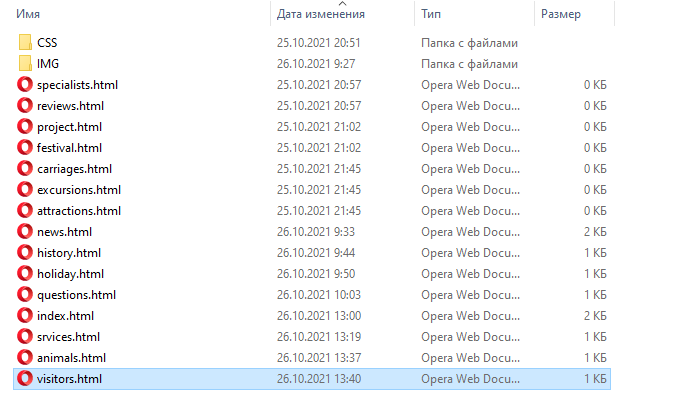 Имя Дата изменения Тип Размер
CSS 25.10.2021 20:51 Папка с файлами
IMG 26.10.2021 9:27 Папка с файлами
specialists.html 25.10.2021 20:57 Opera Web Docu... 0 КБ
reviews.html 25.10.2021 20:57 Opera Web Docu... 0 КБ
project.html 25.10.2021 21:02 Opera Web Docu... 0 КБ
festival.html 25.10.2021 21:02 Opera Web Docu... 0 КБ
carriages.html 25.10.2021 21:45 Opera Web Docu... 0 КБ
excursions.html 25.10.2021 21:45 Opera Web Docu... 0 КБ
attractions.html 25.10.2021 21:45 Opera Web Docu... 0 КБ
news.html 26.10.2021 9:33 Opera Web Docu... 2 КБ
history.html 26.10.2021 9:44 Opera Web Docu... 1 КБ
holiday.html 26.10.2021 9:50 Opera Web Docu... 1 КБ
questions.html 26.10.2021 10:03 Opera Web Docu... 1 КБ
index.html 26.10.2021 13:00 Opera Web Docu... 2 КБ
srvices.html 26.10.2021 13:19 Opera Web Docu... 1 КБ
animals.html 26.10.2021 13:37 Opera Web Docu... 1 КБ
visitors.html 26.10.2021 13:40 Opera Web Docu... 1 КБ